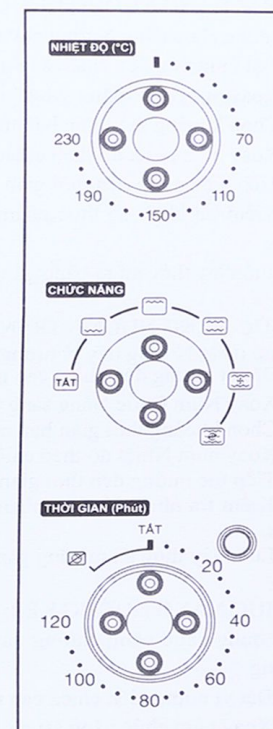 NHIỆT ĐỘ (°C)
230 70
190 110
150
CHỨC NĂNG
TẮT
THỜI GIAN (Phút)
TẮT
20
120 40
100 60
80